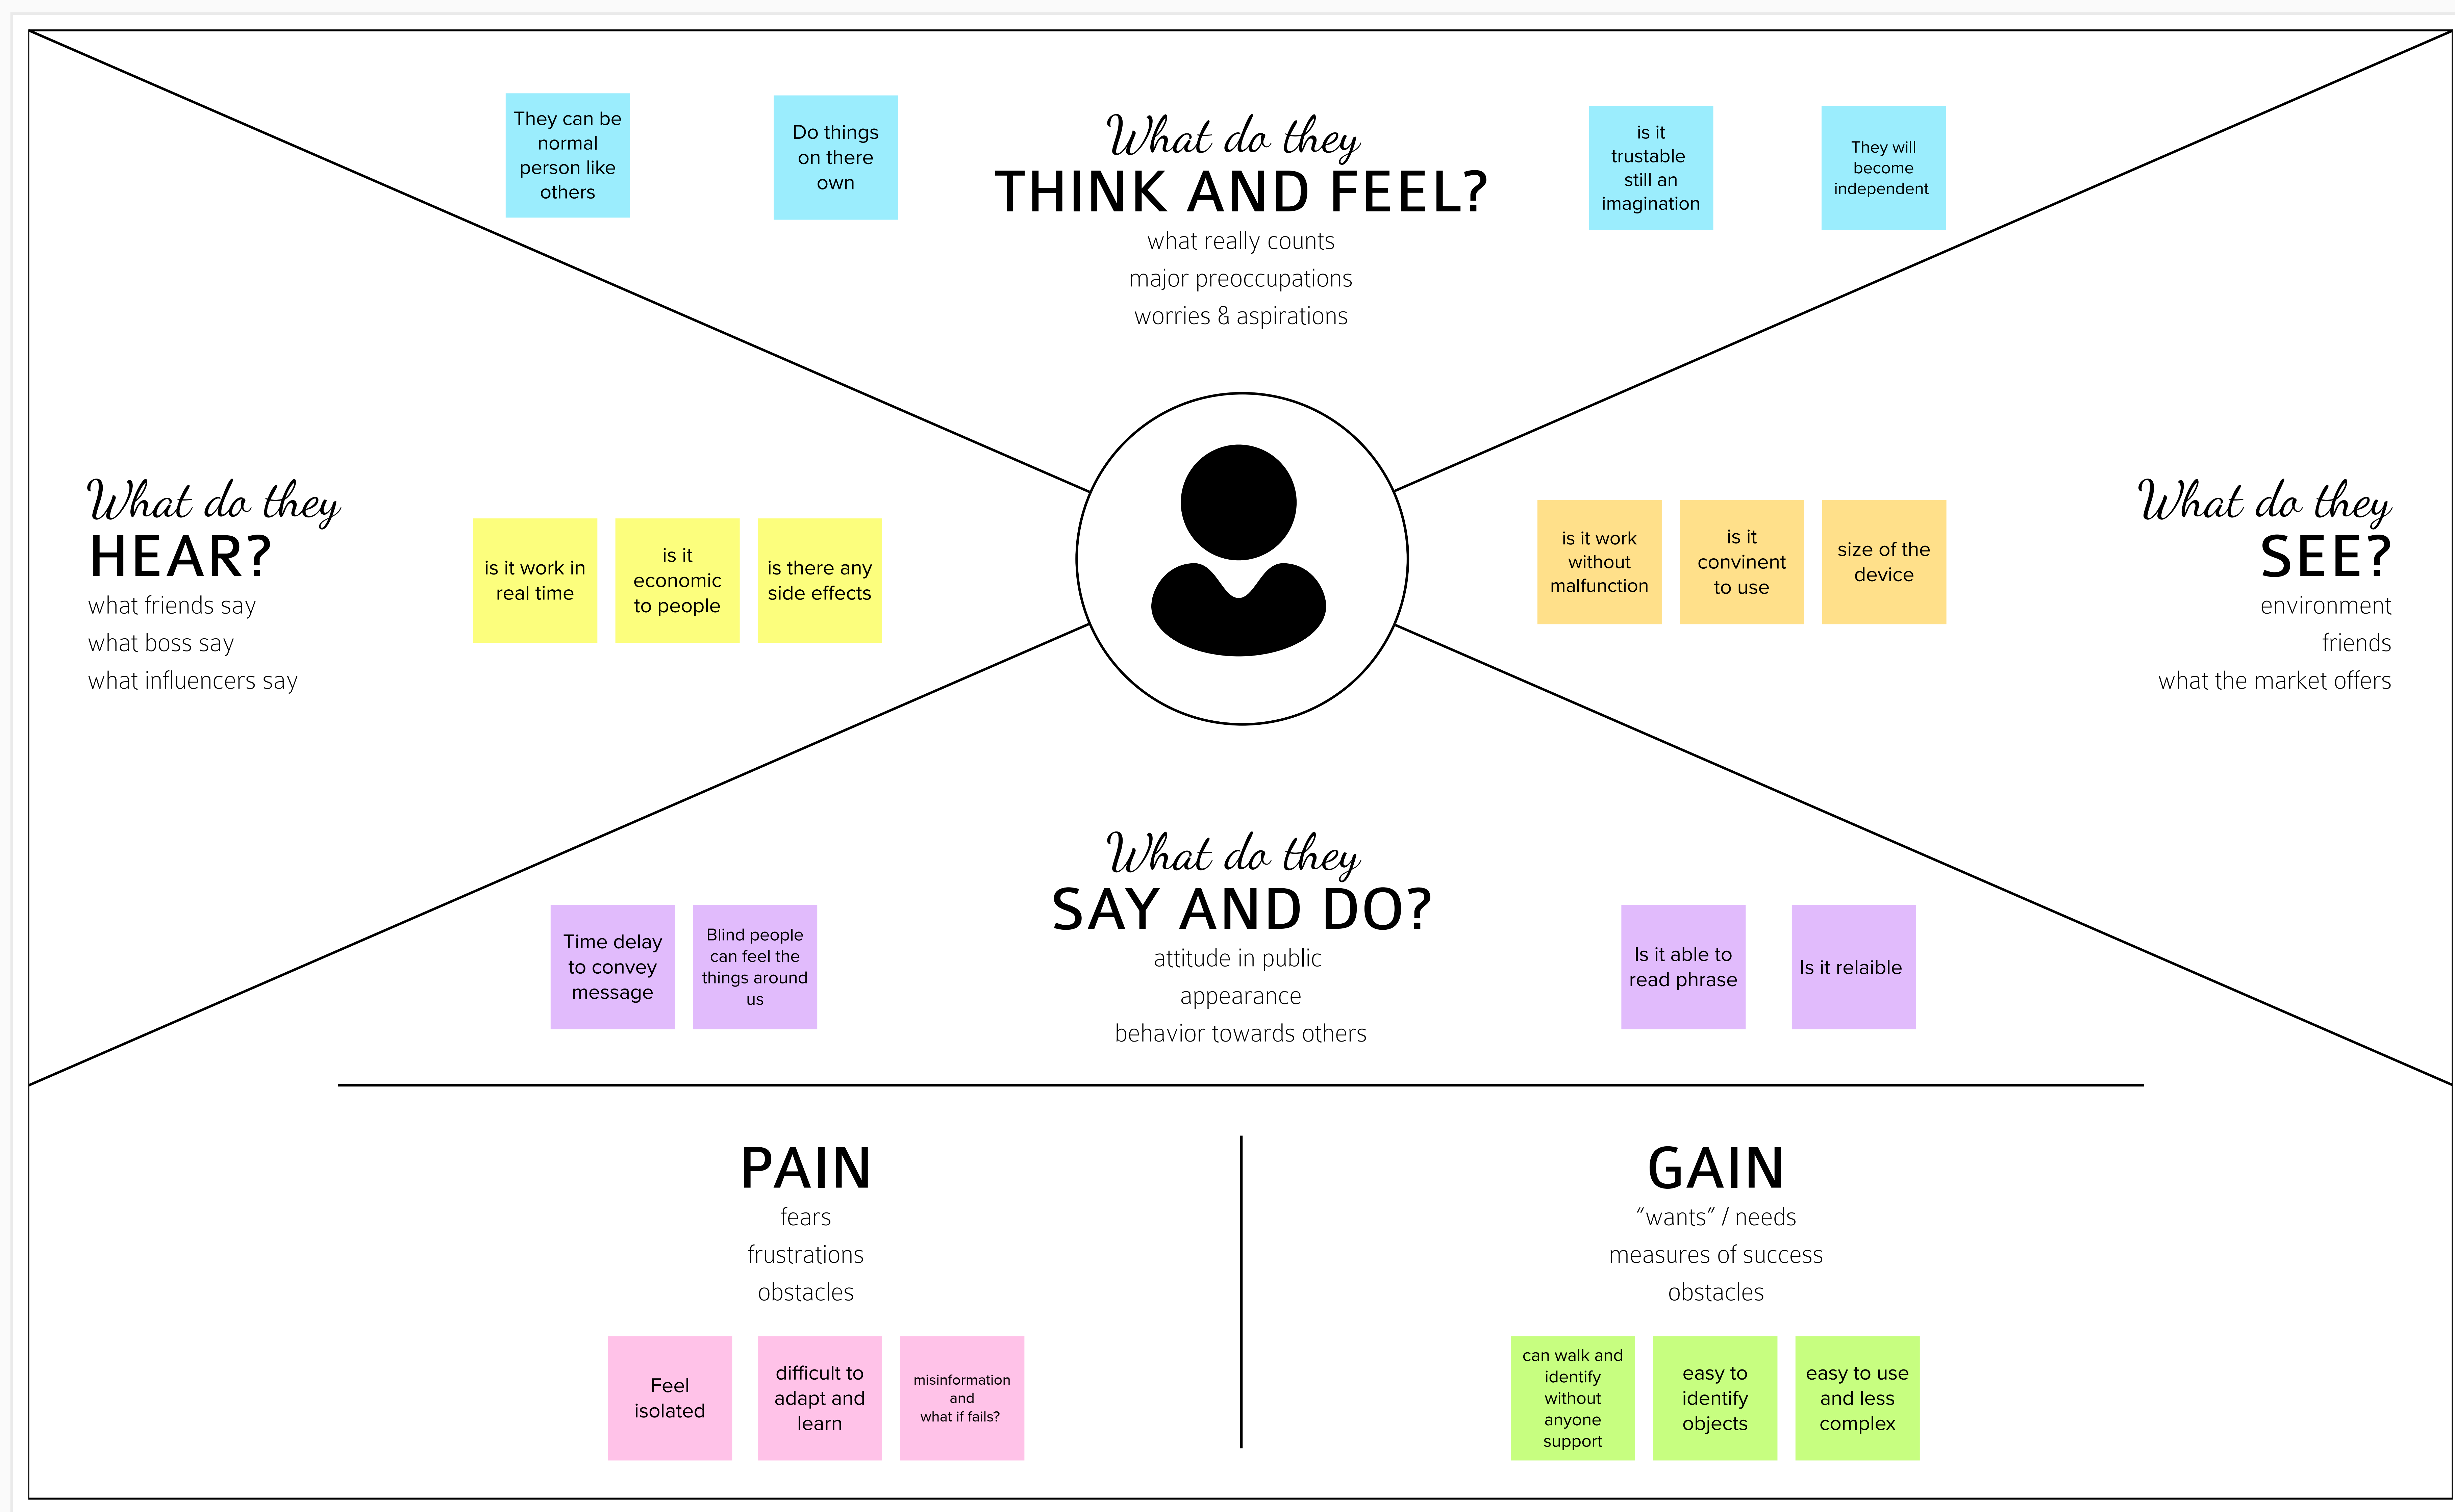 They can be
normal
person like
others
Do things
on there
own
What do they
THINK AND FEEL?
what really counts
major preoccupations
worries & aspirations
is it
trustable
still an
imagination
They will
become
independent
What do they
HEAR?
what friends say
what boss say
what influencers say
is it work in
real time
is it
economic
to people
is there any
side effects
is it work
without
malfunction
is it
convinent
to use
size of the
device
What do they
SEE?
environment
friends
what the market offers
Time delay
to convey
message
Blind people
can feel the
things around
us
What do they
SAY AND DO?
attitude in public
appearance
behavior towards others
Is it able to
read phrase
Is it relaible
PAIN
fears
frustrations
obstacles
Feel
isolated
difficult to
adapt and
learn
misinformation
and
what if fails?
GAIN
“wants” / needs
measures of success
obstacles
can walk and
identify
without
anyone
support
easy to
identify
objects
easy to use
and less
complex